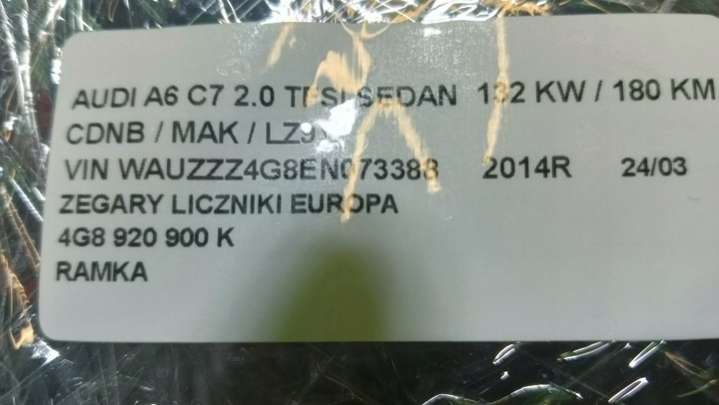 AUDI A6 C7 2.0 TFSI SEDAN 132 KW / 180 KM
CDNB / MAK /
VIN WAUZZZ4G8EN073388 2014R 24/03
ZEGARY LICZNIKI EUROPA
4G8 920 900 K
RAMKA